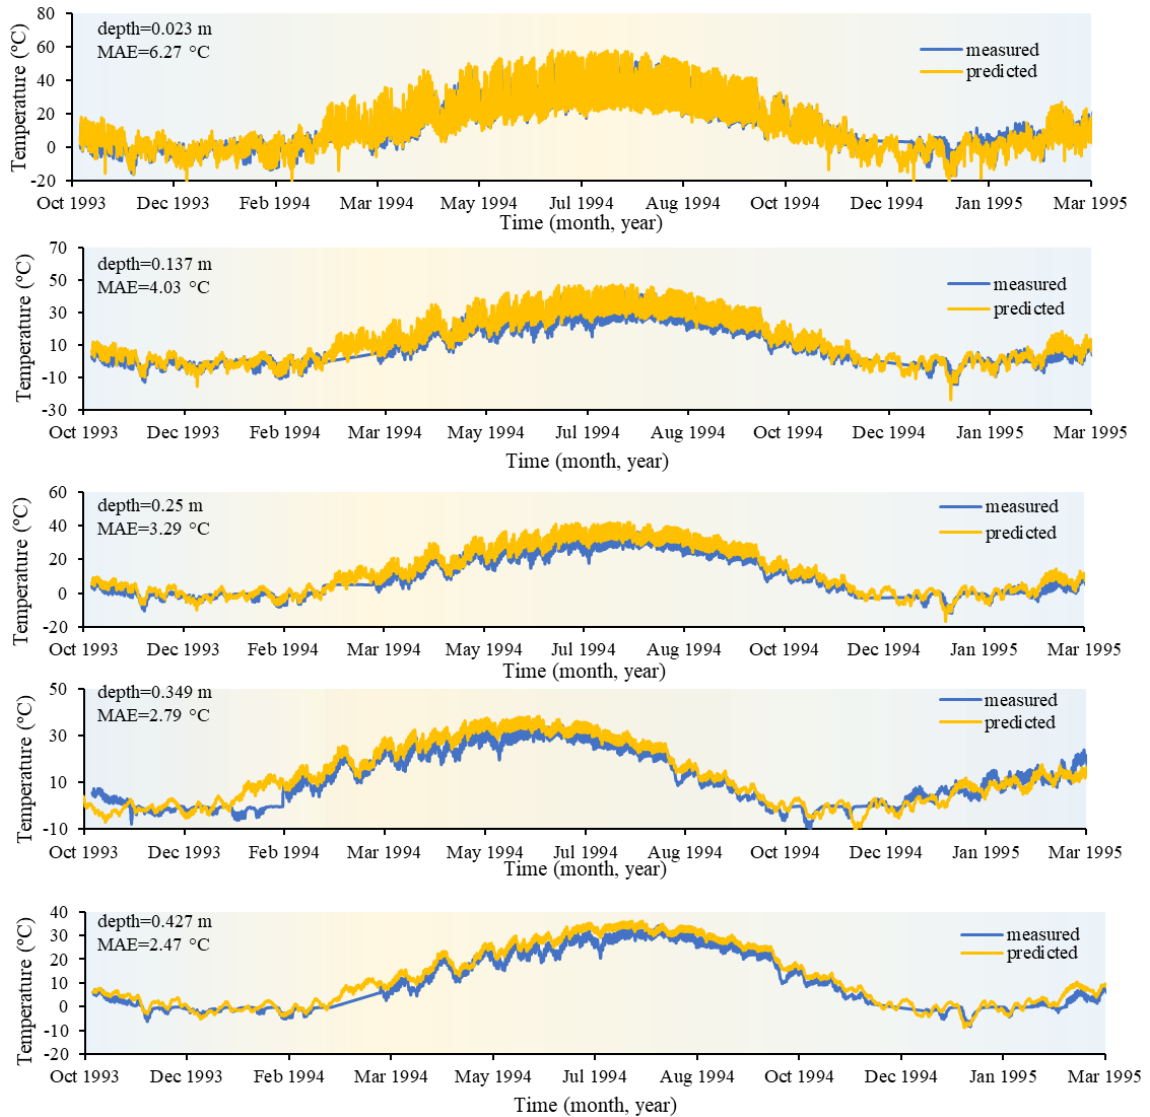 80
depth=0.023 m
60
MAE=6.27 °C
measured
40
predicted
20
0
-20
Temperature (ºC)
Oct 1993 Dec 1993 Feb 1994 Mar 1994 May 1994 Jul 1994 Aug 1994 Oct 1994 Dec 1994 Jan 1995 Mar 1995
Time (month, year)
70
depth=0.137 m
50
MAE=4.03 °C
measured
30
predicted
10
-10
-30
Temperature (ºC)
Oct 1993 Dec 1993 Feb 1994 Mar 1994 May 1994 Jul 1994 Aug 1994 Oct 1994 Dec 1994 Jan 1995 Mar 1995
Time (month, year)
60
depth=0.25 m
measured
40
MAE=3.29 °C
predicted
20
0
-20
Temperature (ºC)
Oct 1993 Dec 1993 Feb 1994 Mar 1994 May 1994 Jul 1994 Aug 1994 Oct 1994 Dec 1994 Jan 1995 Mar 1995
Time (month, year)
50
depth=0.349 m
measured
MAE=2.79 °C
predicted
30
10
-10
Temperature (ºC)
Oct 1993 Dec 1993 Feb 1994 Mar 1994 May 1994 Jul 1994 Aug 1994 Oct 1994 Dec 1994 Jan 1995 Mar 1995
Time (month, year)
40
depth=0.427 m
30
MAE=2.47 °C
measured
predicted
20
10
0
-10
-20
Temperature (ºC)
Oct 1993 Dec 1993 Feb 1994 Mar 1994 May 1994 Jul 1994 Aug 1994 Oct 1994 Dec 1994 Jan 1995 Mar 1995
Time (month, year)